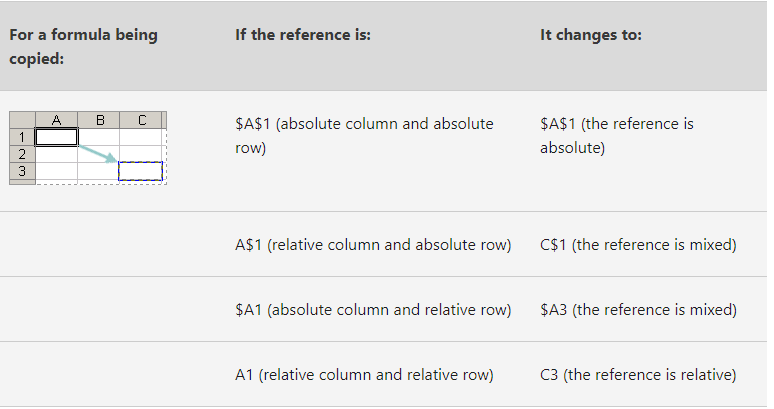 For a formula being
copied:
If the reference is:
It changes to:
A B C
1
2
3
$A$1 (absolute column and absolute
row)
$A$1 (the reference is
absolute)
A$1 (relative column and absolute row)
C$1 (the reference is mixed)
$A1 (absolute column and relative row)
$A3 (the reference is mixed)
A1 (relative column and relative row)
C3 (the reference is relative)